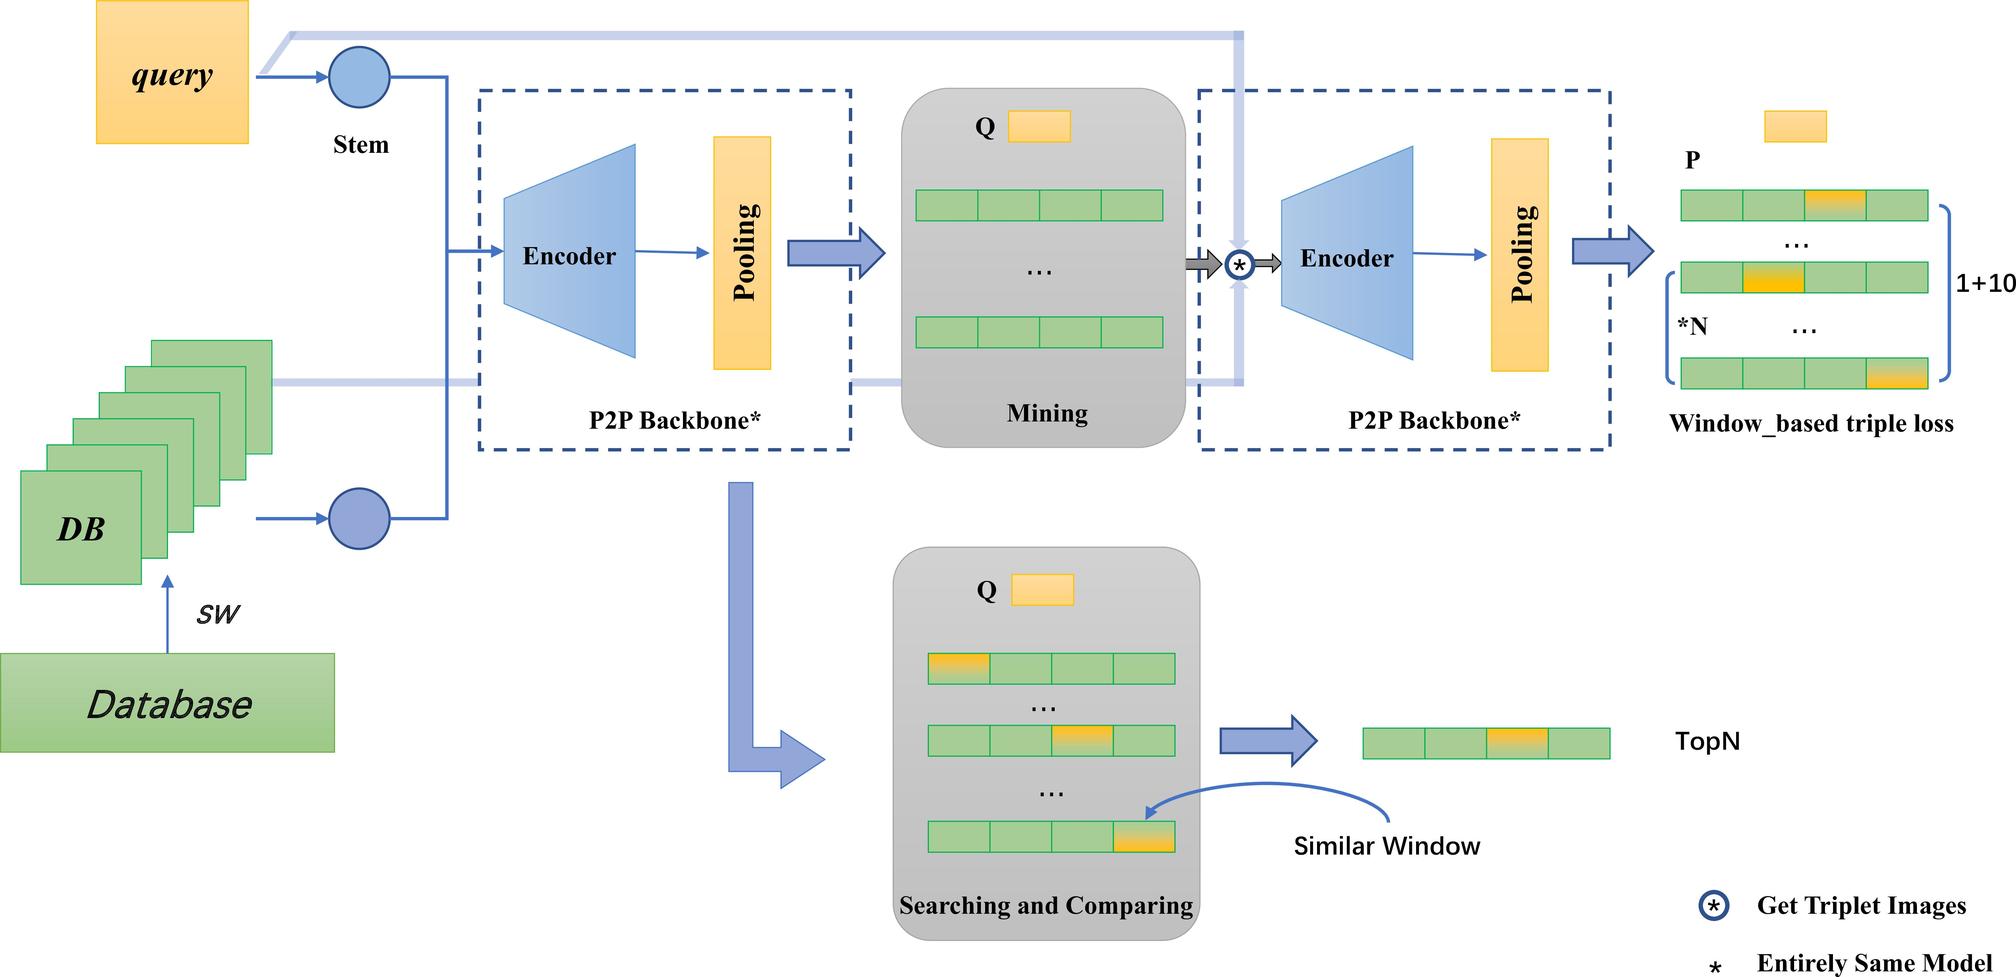 query
Stem
Encoder
Pooling
P2P Backbone*
Q
...
Mining
*
Encoder
Pooling
P2P Backbone*
P
...
*N
...
1+10
Window_based triple loss
DB
SW
Database
Q
...
...
Searching and Comparing
TopN
Similar Window
* Get Triplet Images
* Entirely Same Model